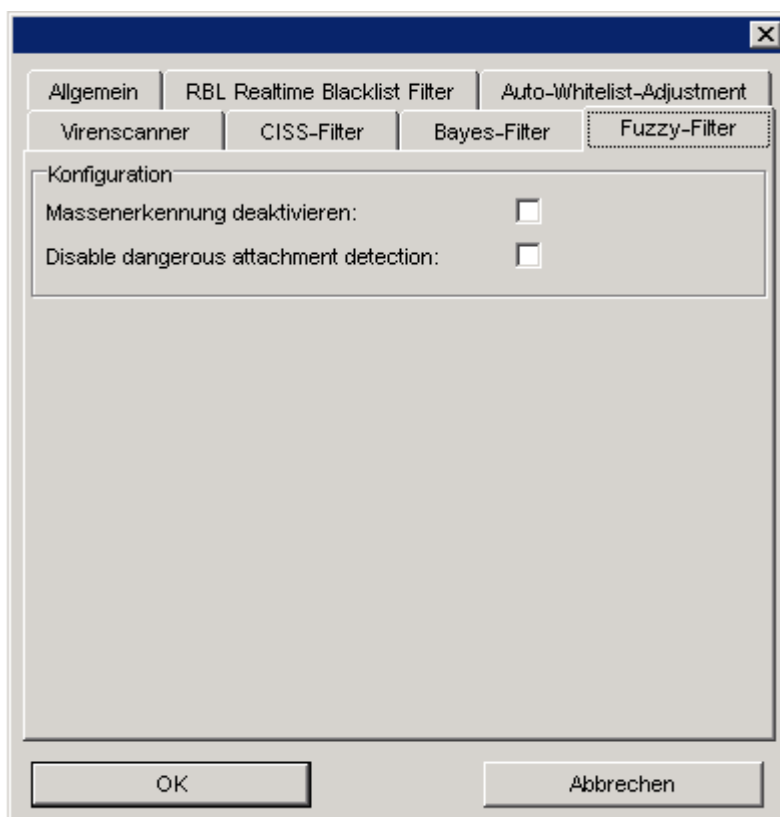 Allgemein RBL Realtime Blacklist Filter Auto-Whitelist-Adjustment
Virenscanner CISS-Filter Bayes-Filter Fuzzy-Filter
Konfiguration
Massenerkennung deaktivieren:
Disable dangerous attachment detection:
OK Abbrechen